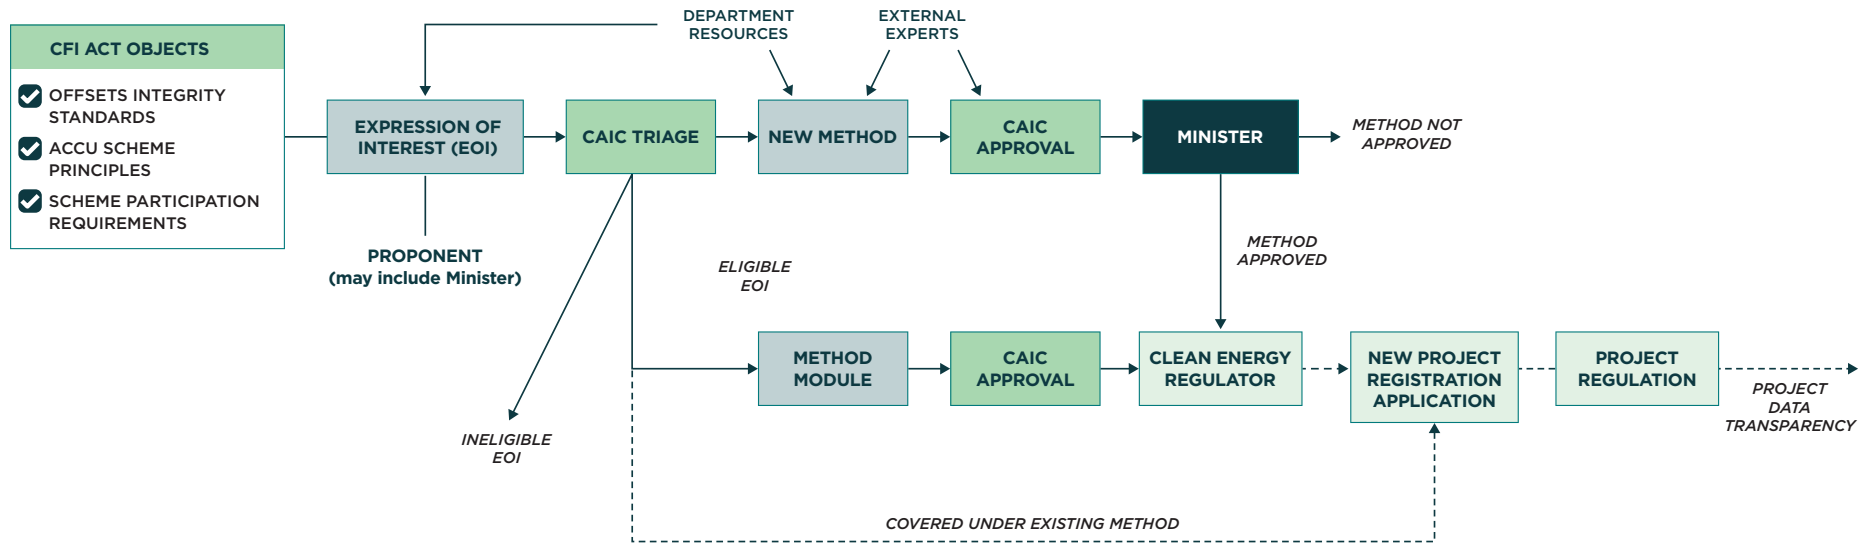 DEPARTMENT
RESOURCES
EXTERNAL
EXPERTS
CFI ACT OBJECTS
OFFSETS INTEGRITY
STANDARDS
ACCU SCHEME
PRINCIPLES
SCHEME PARTICIPATION
REQUIREMENTS
EXPRESSION OF
INTEREST (EOI)
CAIC TRIAGE
NEW METHOD
CAIC
APPROVAL
MINISTER
METHOD NOT
APPROVED
PROPONENT
(may include Minister)
ELIGIBLE
EOI
METHOD
APPROVED
METHOD
MODULE
CAIC
APPROVAL
CLEAN ENERGY
REGULATOR
NEW PROJECT
REGISTRATION
APPLICATION
PROJECT
REGULATION
PROJECT
DATA
TRANSPARENCY
INELIGIBLE
EOI
COVERED UNDER EXISTING METHOD